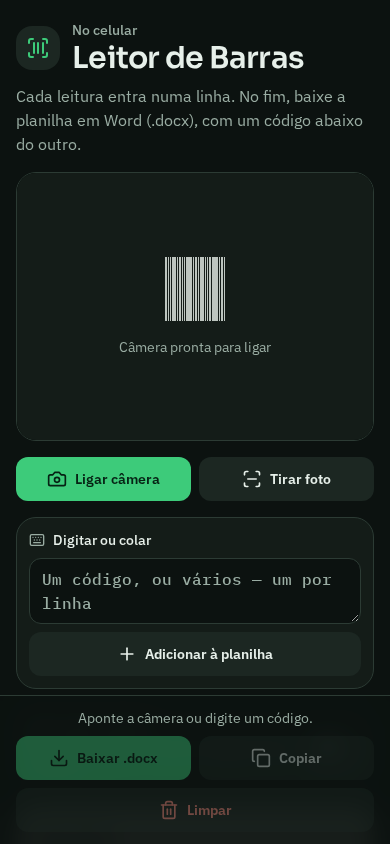 No celular
Leitor de Barras
Cada leitura entra numa linha. No fim, baixe a
planilha em Word (.docx), com um código abaixo
do outro.
Câmera pronta para ligar
Ligar câmera
Tirar foto
Digitar ou colar
Um código, ou vários — um por
linha
Adicionar à planilha
Aponte a câmera ou digite um código.
Baixar .docx
Copiar
Limpar